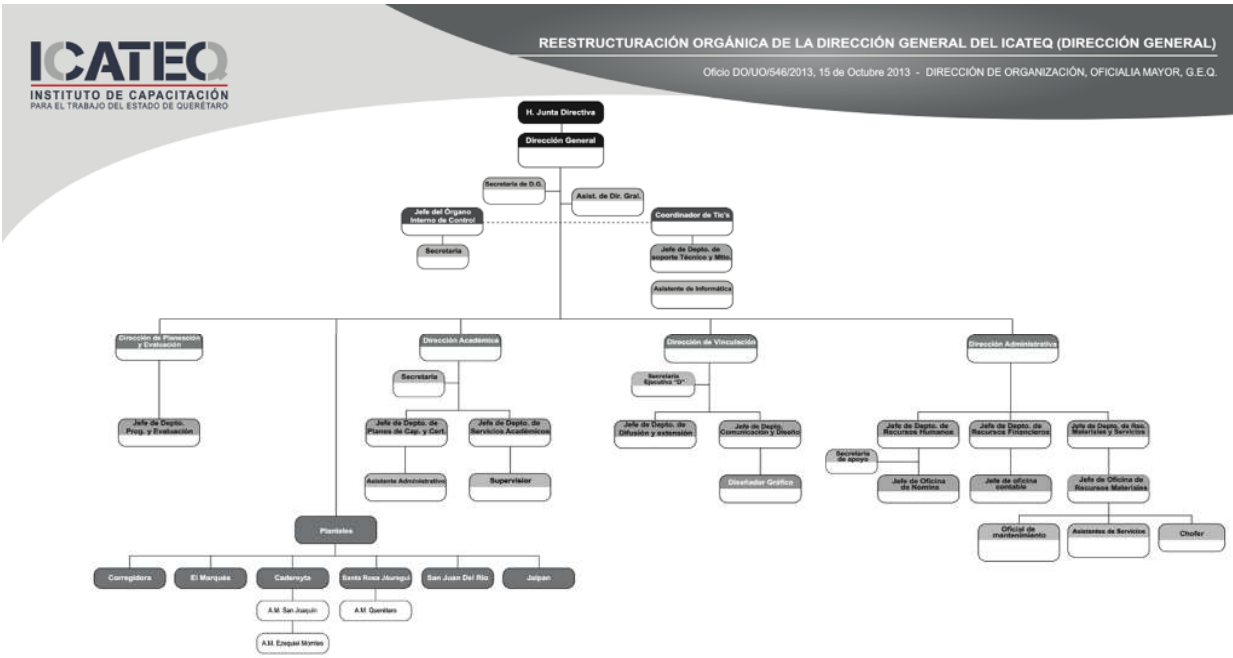 ICATEQ
INSTITUTO DE CAPACITACIÓN
PARA EL TRABAJO DEL ESTADO DE QUERÉTARO
REESTRUCTURACIÓN ORGÁNICA DE LA DIRECCIÓN GENERAL DEL ICATEQ (DIRECCIÓN GENERAL)
Oficio DO/UO/546/2013, 15 de Octubre 2013 - DIRECCIÓN DE ORGANIZACIÓN, OFICIALIA MAYOR, G.E.Q.
H. Junta Directiva
Dirección General
Secretaría de D.G.
Asist. de Dir. Gral.
Jefe del Órgano
Interno de Control
Coordinador de Tic's
Secretaria
Jefe de Depto. de
soporte Técnico y Mtto.
Asistente de Informática
Dirección de Planeación
y Evaluación
Dirección Académica
Dirección de Vinculación
Dirección Administrativa
Secretaria
Secretaria
Ejecutiva "D"
Jefe de Depto.
Prog. y Evaluación
Jefe de Depto. de
Planes de Cap. y Cert.
Jefe de Depto. de
Servicios Académicos
Jefe de Depto. de
Difusión y extensión
Jefe de Depto.
Comunicación y Diseño
Jefe de Depto. de
Recursos Humanos
Jefe de Depto. de
Recursos Financieros
Jefe de Depto. de Rec.
Materiales y Servicios
Secretaria
de apoyo
Asistente Administrativo
Supervisior
Diseñador Gráfico
Jefe de Oficina
de Nomina
Jefe de oficina
contable
Jefe de Oficina de
Recursos Materiales
Planteles
Oficial de
mantenimiento
Asistentes de Servicios
Chofer
Corregidora
El Marqués
Cadereyta
Santa Rosa Jáuregui
San Juan Del Río
Jalpan
A.M. San Joaquín
A.M. Querétaro
A.M. Ezequiel Montes